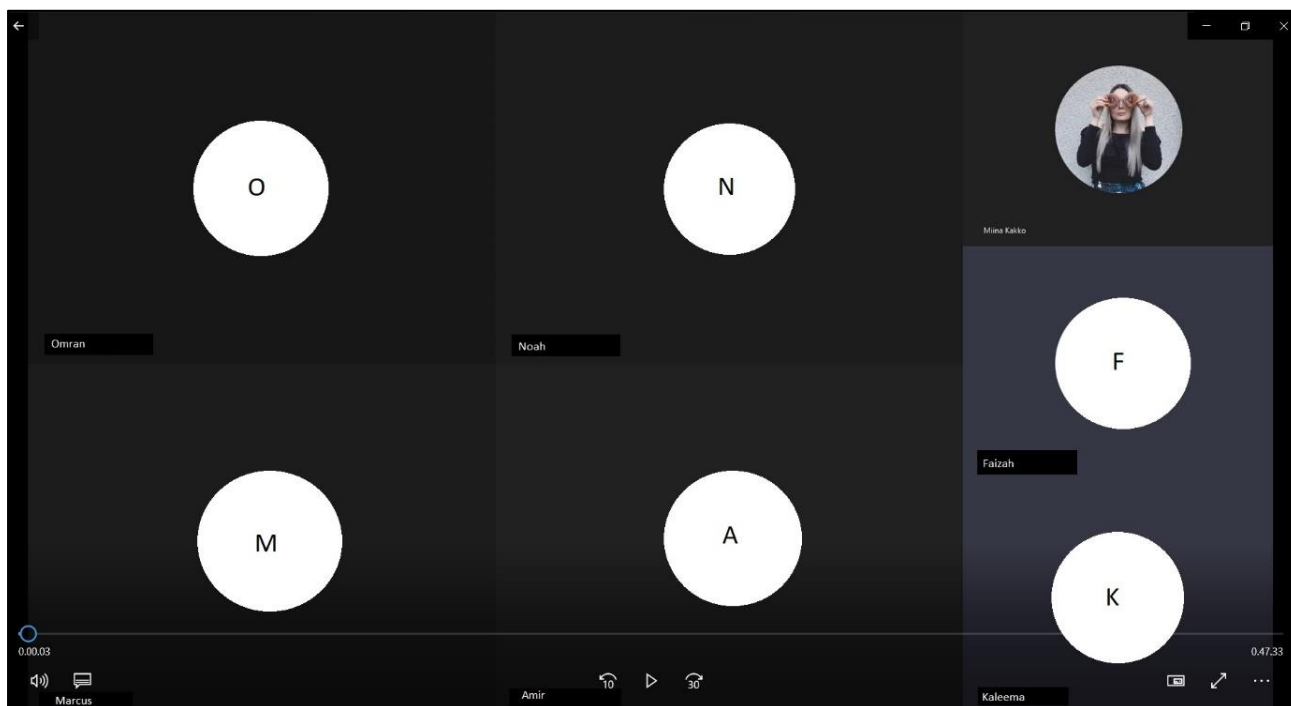 O
N
Miina Kakko
Omran
Noah
F
Faizah
M
A
K
0.00.03
0.47.33
10
30
Marcus
Amir
Kaleema